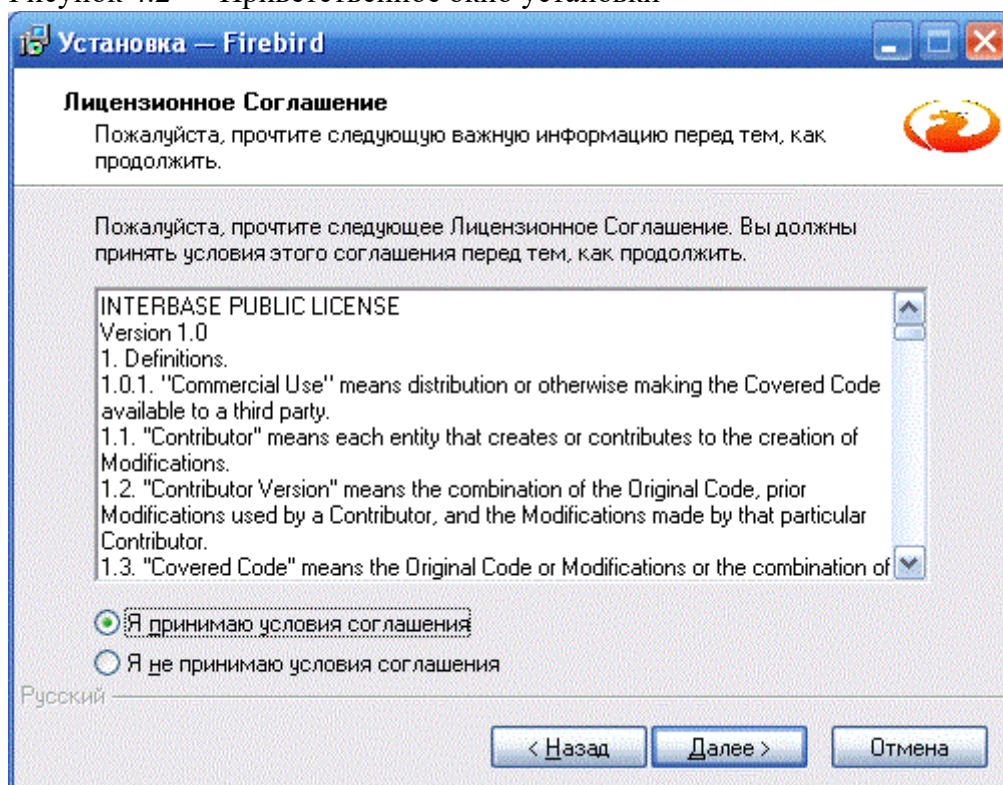 Рисунок 4.2 — Приветственное окно установки
Установка — Firebird
Лицензионное Соглашение
Пожалуйста, прочтите следующую важную информацию перед тем, как
продолжить.
Пожалуйста, прочтите следующее Лицензионное Соглашение. Вы должны
принять условия этого соглашения перед тем, как продолжить.
INTERBASE PUBLIC LICENSE
Version 1.0
1. Definitions.
1.0.1. "Commercial Use" means distribution or otherwise making the Covered Code
available to a third party.
1.1. "Contributor" means each entity that creates or contributes to the creation of
Modifications.
1.2. "Contributor Version" means the combination of the Original Code, prior
Modifications used by a Contributor, and the Modifications made by that particular
Contributor.
1.3. "Covered Code" means the Original Code or Modifications or the combination of
Я принимаю условия соглашения
Я не принимаю условия соглашения
Русский
< Назад Далее > Отмена